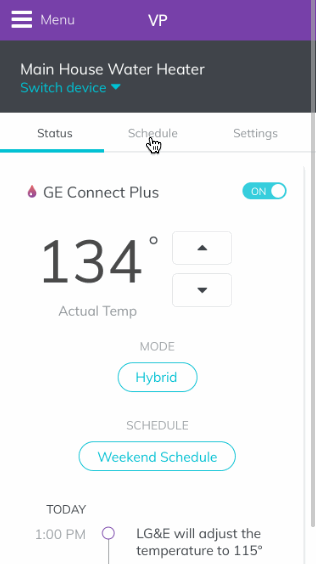 Menu VP
Main House Water Heater
Switch device
Status Schedule Settings
GE Connect Plus ON
134°
Actual Temp
MODE
Hybrid
SCHEDULE
Weekend Schedule
TODAY
1:00 PM LG&E will adjust the
temperature to 115°